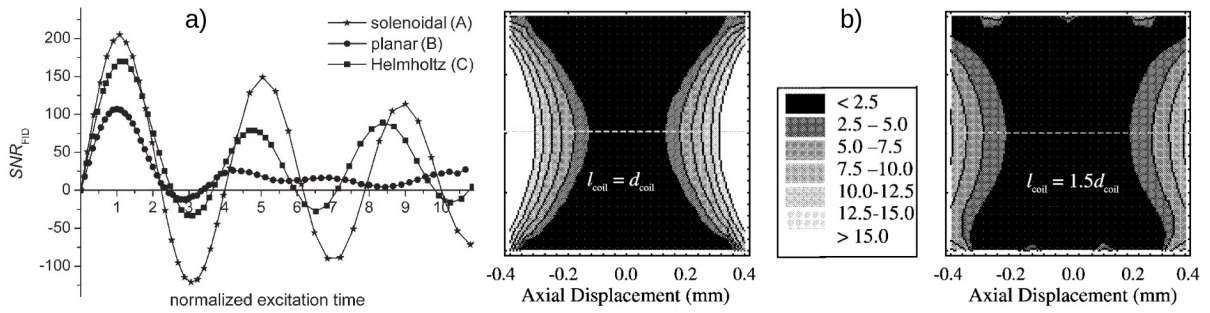 a)
solenoidal (A)
planar (B)
Helmholtz (C)
200
150
100
50
0
-50
-100
SNR_FID
1 2 3 4 5 6 7 8 9 10
normalized excitation time
b)
l_coil = d_coil
-0.4 -0.2 0.0 0.2 0.4
Axial Displacement (mm)
< 2.5
2.5 – 5.0
5.0 – 7.5
7.5 – 10.0
10.0-12.5
12.5–15.0
> 15.0
l_coil = 1.5d_coil
-0.4 -0.2 0.0 0.2 0.4
Axial Displacement (mm)